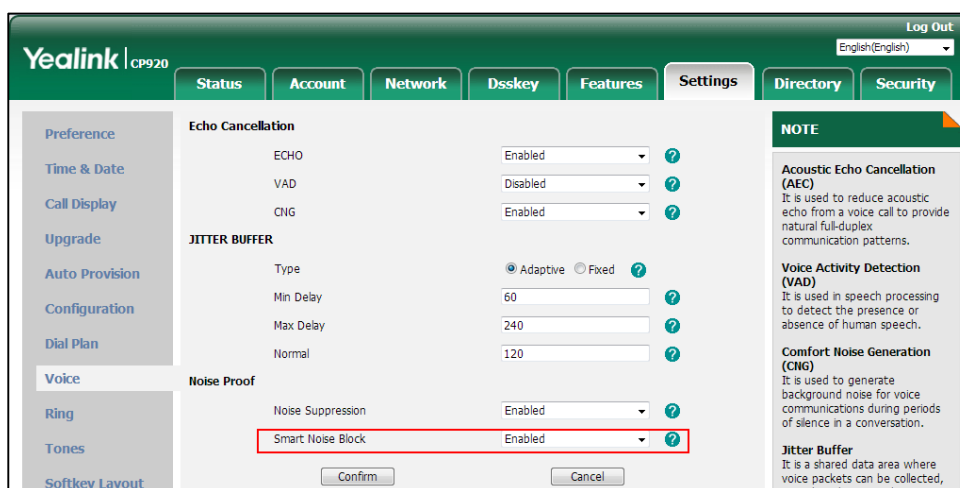 Log Out
Yealink CP920
English(English)
Status Account Network Dsskey Features Settings Directory Security
Preference
Time & Date
Call Display
Upgrade
Auto Provision
Configuration
Dial Plan
Voice
Ring
Tones
Softkey Layout
Echo Cancellation
ECHO Enabled ?
VAD Disabled ?
CNG Enabled ?
JITTER BUFFER
Type Adaptive Fixed ?
Min Delay 60 ?
Max Delay 240 ?
Normal 120 ?
Noise Proof
Noise Suppression Enabled ?
Smart Noise Block Enabled ?
Confirm Cancel
NOTE
Acoustic Echo Cancellation
(AEC)
It is used to reduce acoustic
echo from a voice call to provide
natural full-duplex
communication patterns.
Voice Activity Detection
(VAD)
It is used in speech processing
to detect the presence or
absence of human speech.
Comfort Noise Generation
(CNG)
It is used to generate
background noise for voice
communications during periods
of silence in a conversation.
Jitter Buffer
It is a shared data area where
voice packets can be collected,